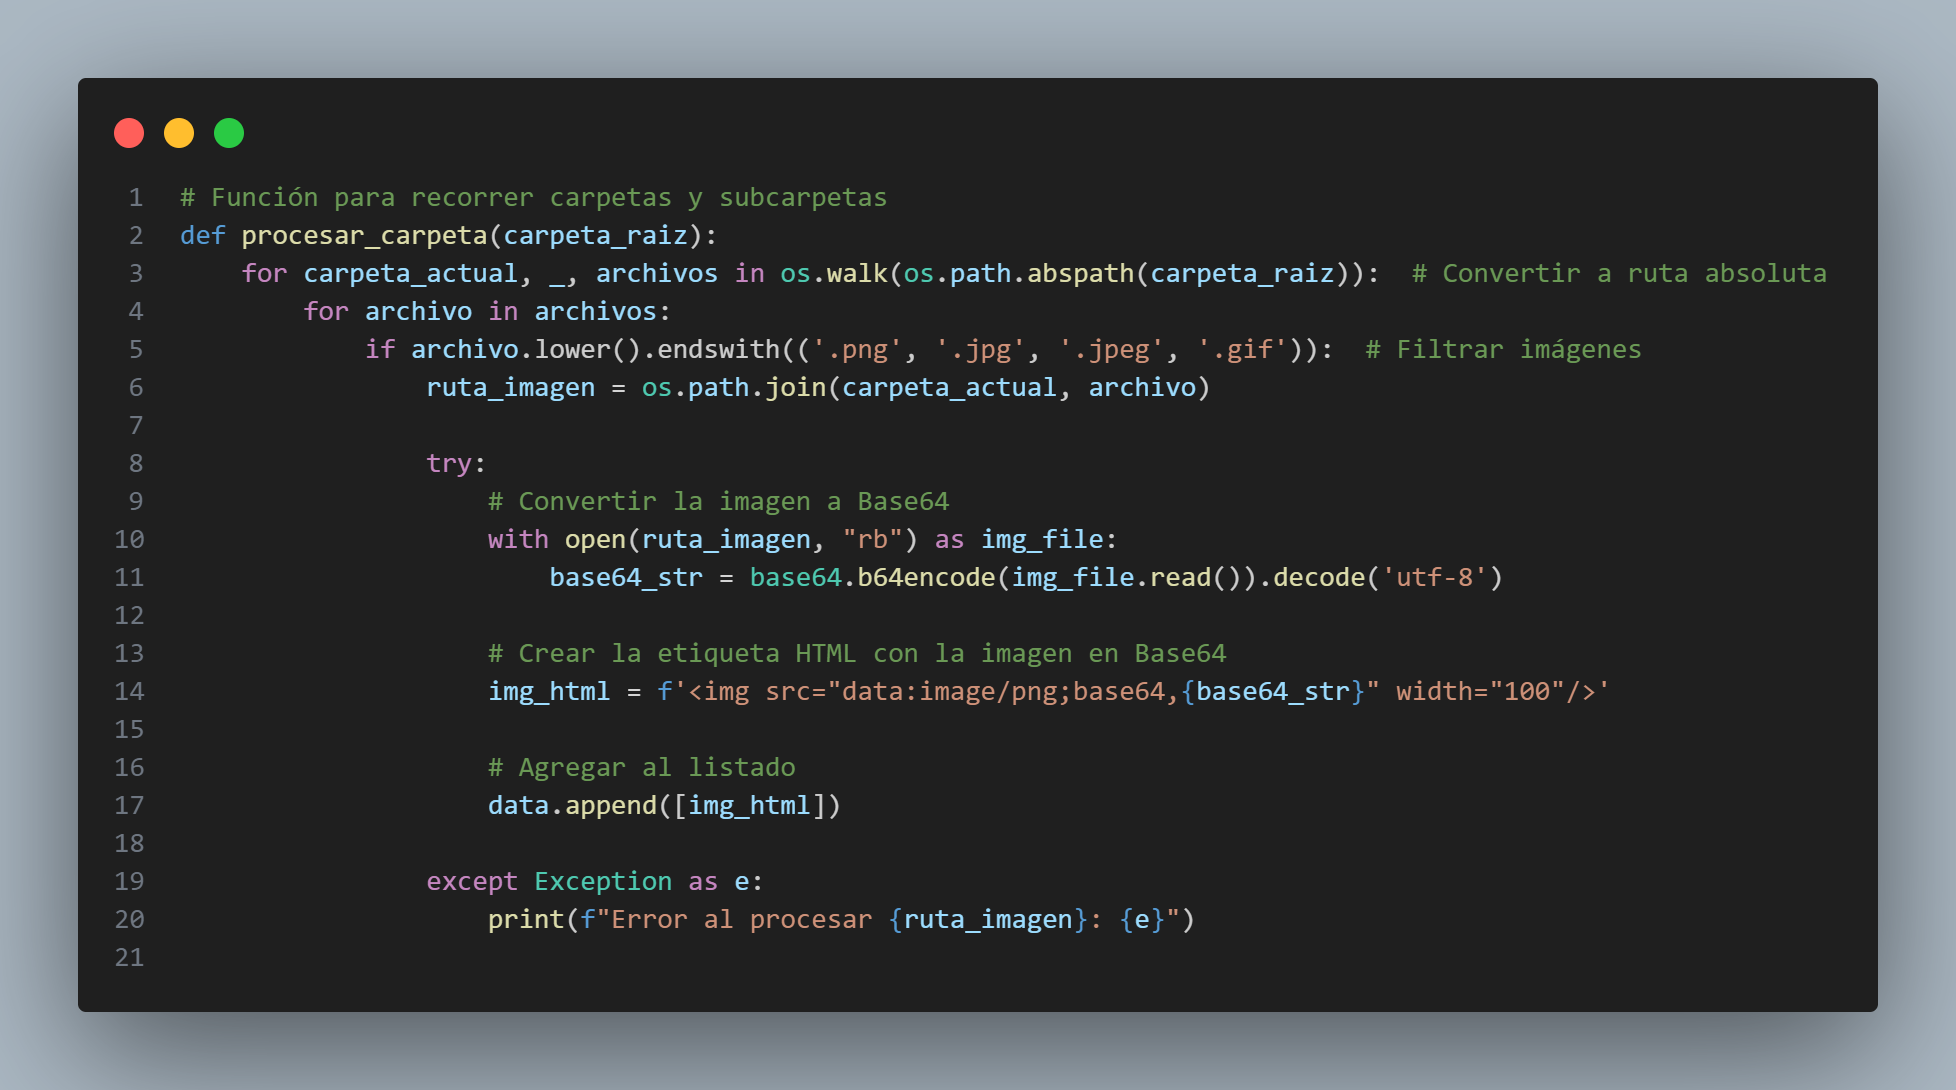 1 # Función para recorrer carpetas y subcarpetas
2 def procesar_carpeta(carpeta_raiz):
3     for carpeta_actual, _, archivos in os.walk(os.path.abspath(carpeta_raiz)):  # Convertir a ruta absoluta
4         for archivo in archivos:
5             if archivo.lower().endswith(('.png', '.jpg', '.jpeg', '.gif')):  # Filtrar imágenes
6                 ruta_imagen = os.path.join(carpeta_actual, archivo)
7
8                 try:
9                     # Convertir la imagen a Base64
10                     with open(ruta_imagen, "rb") as img_file:
11                         base64_str = base64.b64encode(img_file.read()).decode('utf-8')
12
13                     # Crear la etiqueta HTML con la imagen en Base64
14                     img_html = f'<img src="data:image/png;base64,{base64_str}" width="100"/>'
15
16                     # Agregar al listado
17                     data.append([img_html])
18
19                 except Exception as e:
20                     print(f"Error al procesar {ruta_imagen}: {e}")
21